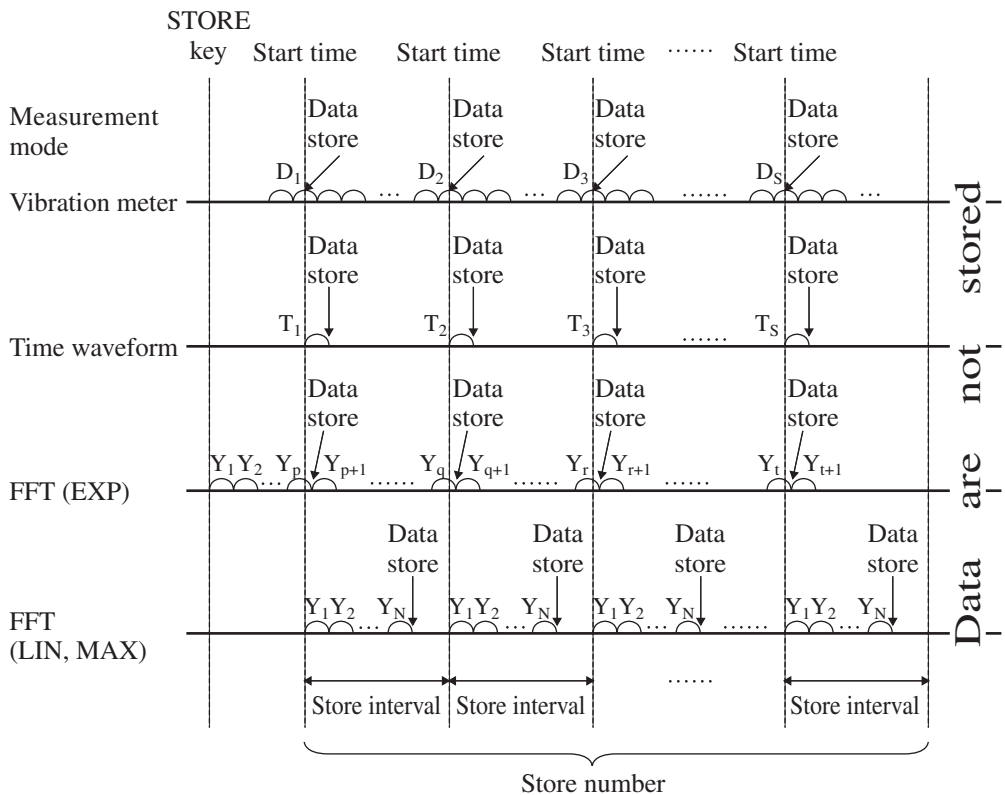 STORE
key Start time Start time Start time ······ Start time
Measurement
mode
Data
store
Data
store
Data
store
Data
store
D1 D2 D3 DS
Vibration meter ··· ··· ··· ······ ···
Data
store
Data
store
Data
store
Data
store
T1 T2 T3 TS
Time waveform ······
Data
store
Data
store
Data
store
Data
store
Y1 Y2 Yp Yp+1 Yq Yq+1 Yr Yr+1 Yt Yt+1
FFT (EXP) ··· ······ ······ ······
Data
store
Data
store
Data
store
Data
store
Y1 Y2 YN Y1 Y2 YN Y1 Y2 YN Y1 Y2 YN
FFT
(LIN, MAX) ··· ··· ··· ······ ···
Store interval Store interval ······ Store interval
Store number
Data are not stored